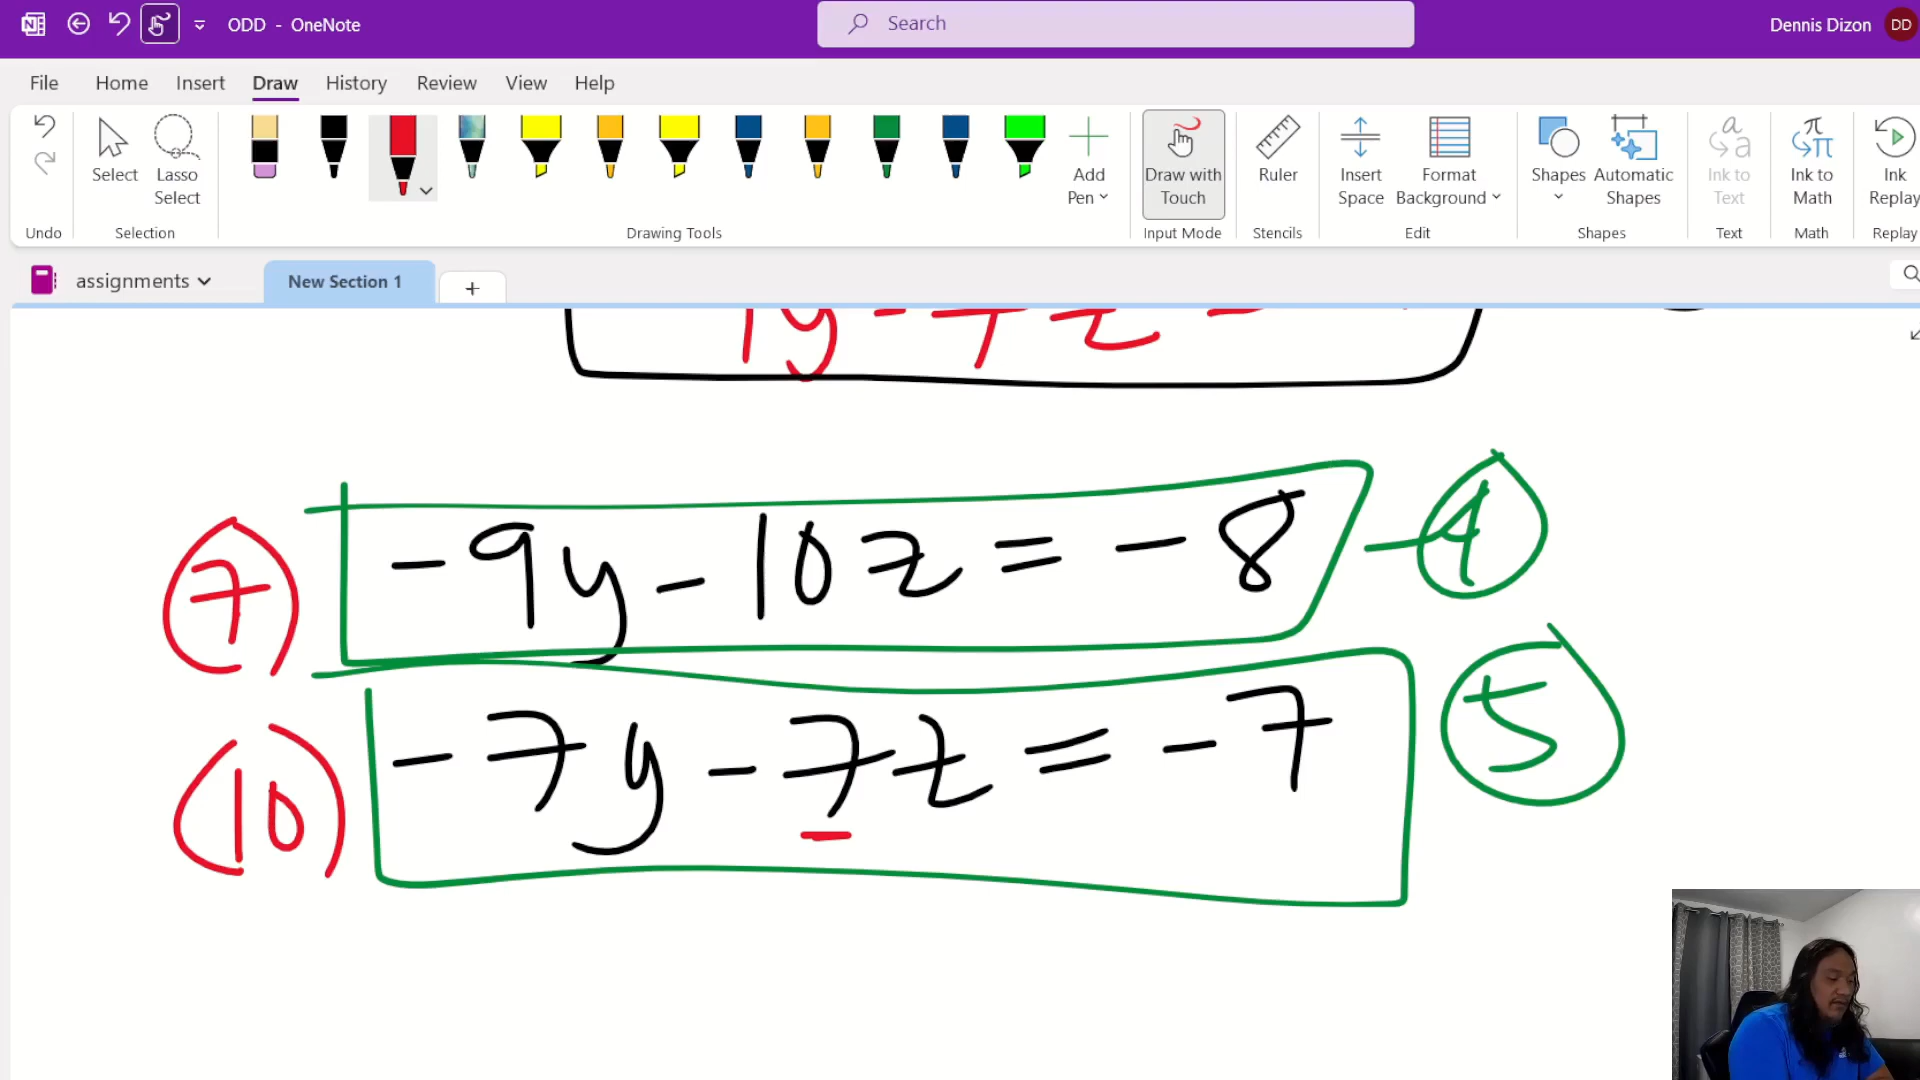 ODD - OneNote
Search
Dennis Dizon
DD
File Home Insert Draw History Review View Help
Undo
Select
Lasso Select
Selection
Drawing Tools
Add Pen
Draw with Touch
Input Mode
Ruler
Stencils
Insert Space
Format Background
Edit
Shapes
Automatic Shapes
Shapes
Ink to Text
Text
Ink to Math
Math
Ink Replay
Replay
assignments
New Section 1
+
7 -9y - 10z = -8 - 4
(10) -7y - 7z = -7 5